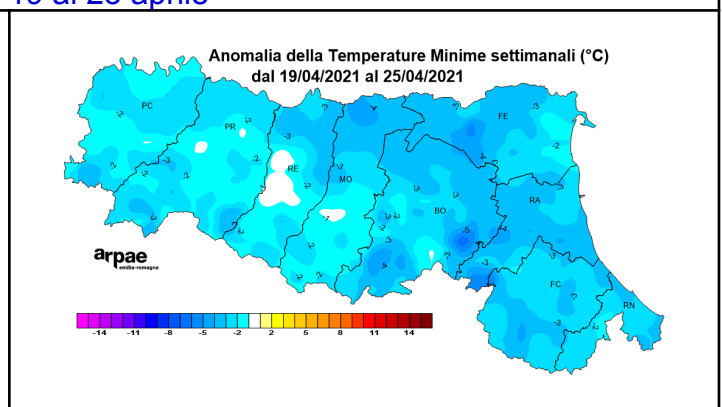 19 al 25 aprile
Anomalia della Temperature Minime settimanali (°C)
dal 19/04/2021 al 25/04/2021
PC
PR
RE
MO
BO
FE
RA
FC
RN
arpae
emilia-romagna
-14 -11 -8 -5 -2 2 5 8 11 14